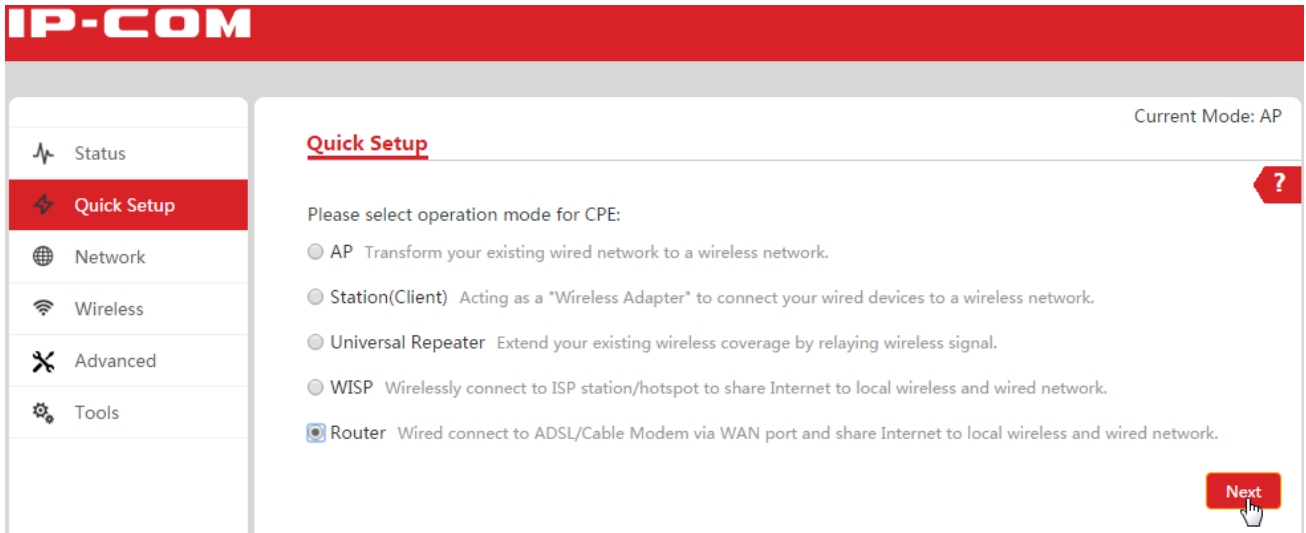 IP-COM
Current Mode: AP
Status
Quick Setup
Network
Wireless
Advanced
Tools
Quick Setup
?
Please select operation mode for CPE:
AP Transform your existing wired network to a wireless network.
Station(Client) Acting as a "Wireless Adapter" to connect your wired devices to a wireless network.
Universal Repeater Extend your existing wireless coverage by relaying wireless signal.
WISP Wirelessly connect to ISP station/hotspot to share Internet to local wireless and wired network.
Router Wired connect to ADSL/Cable Modem via WAN port and share Internet to local wireless and wired network.
Next